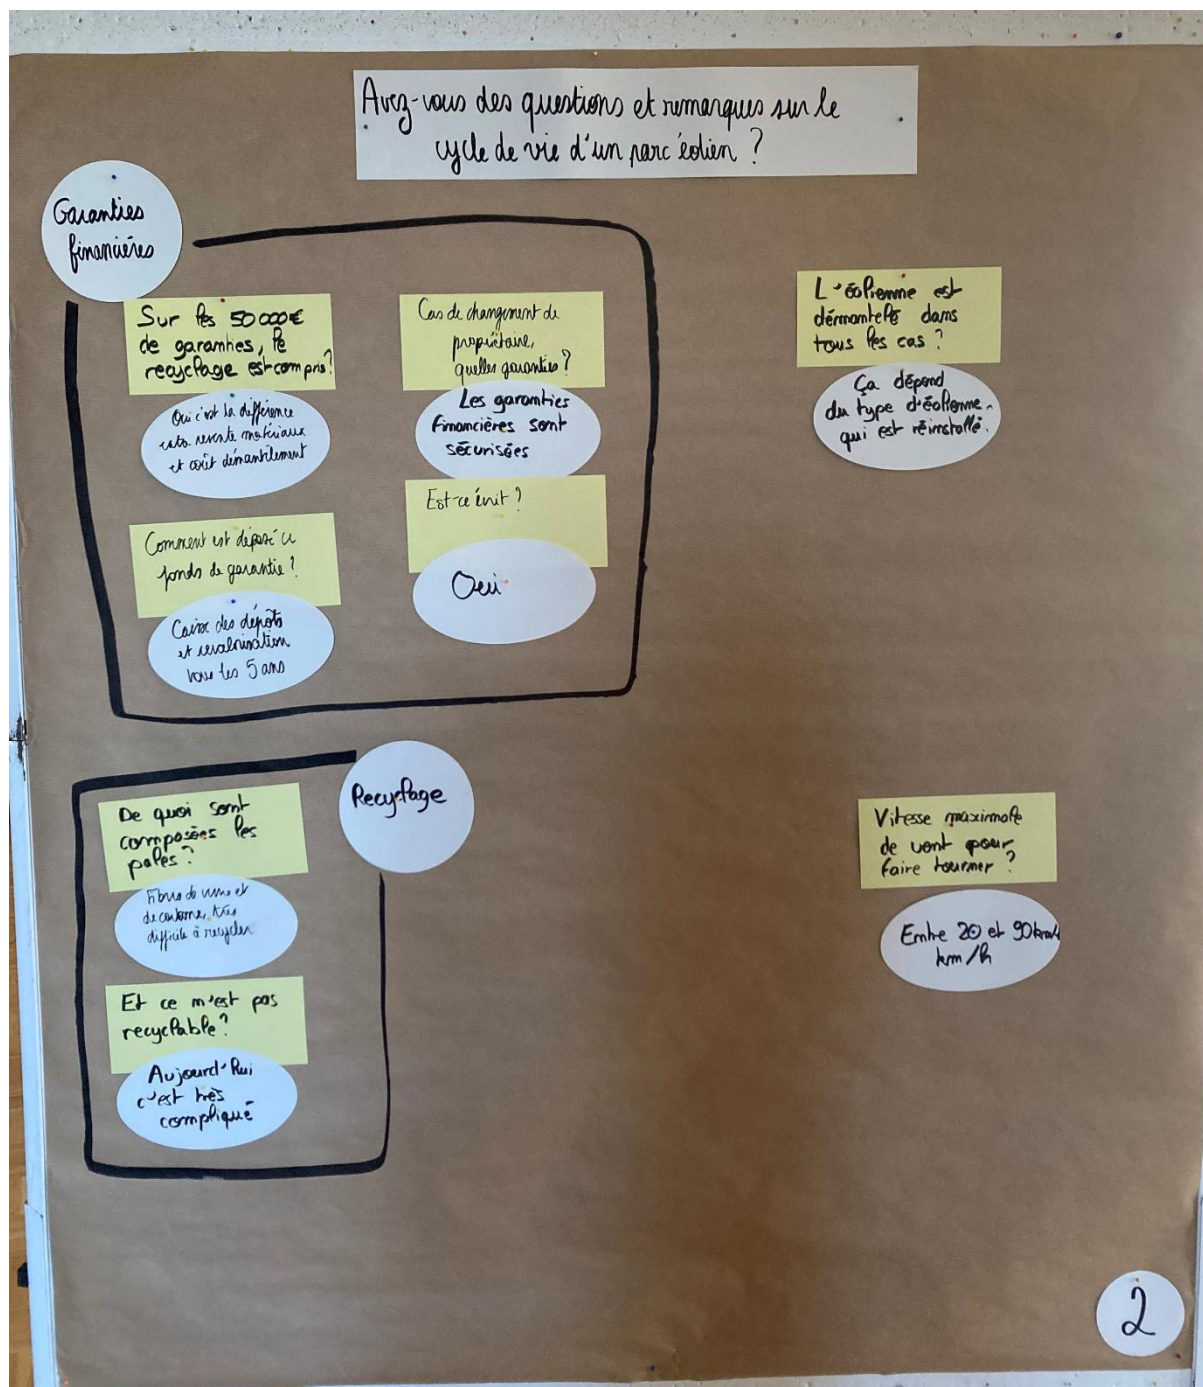 Avez-vous des questions et remarques sur le
cycle de vie d'un parc éolien ?
Garanties
financières
Sur les 50 000€
de garanties, le
recyclage est compris?
Oui c'est la différence
entre revente matériaux
et coût démantèlement
Comment est déposé ce
fonds de garantie ?
Caisse des dépôts
et revalorisation
tous les 5 ans
Cas de changement de
propriétaire,
quelles garanties ?
Les garanties
financières sont
sécurisées
Est-ce écrit ?
Oui
L'éolienne est
démantelé dans
tous les cas ?
Ça dépend
du type d'éolienne
qui est réinstallé.
Recyclage
De quoi sont
composées les
pales ?
Fibres de verre et
de carbone, très
difficile à recycler
Et ce n'est pas
recyclable ?
Aujourd'hui
c'est très
compliqué
Vitesse maximale
de vent pour
faire tourner ?
Entre 20 et 90 km/h
km/h
2